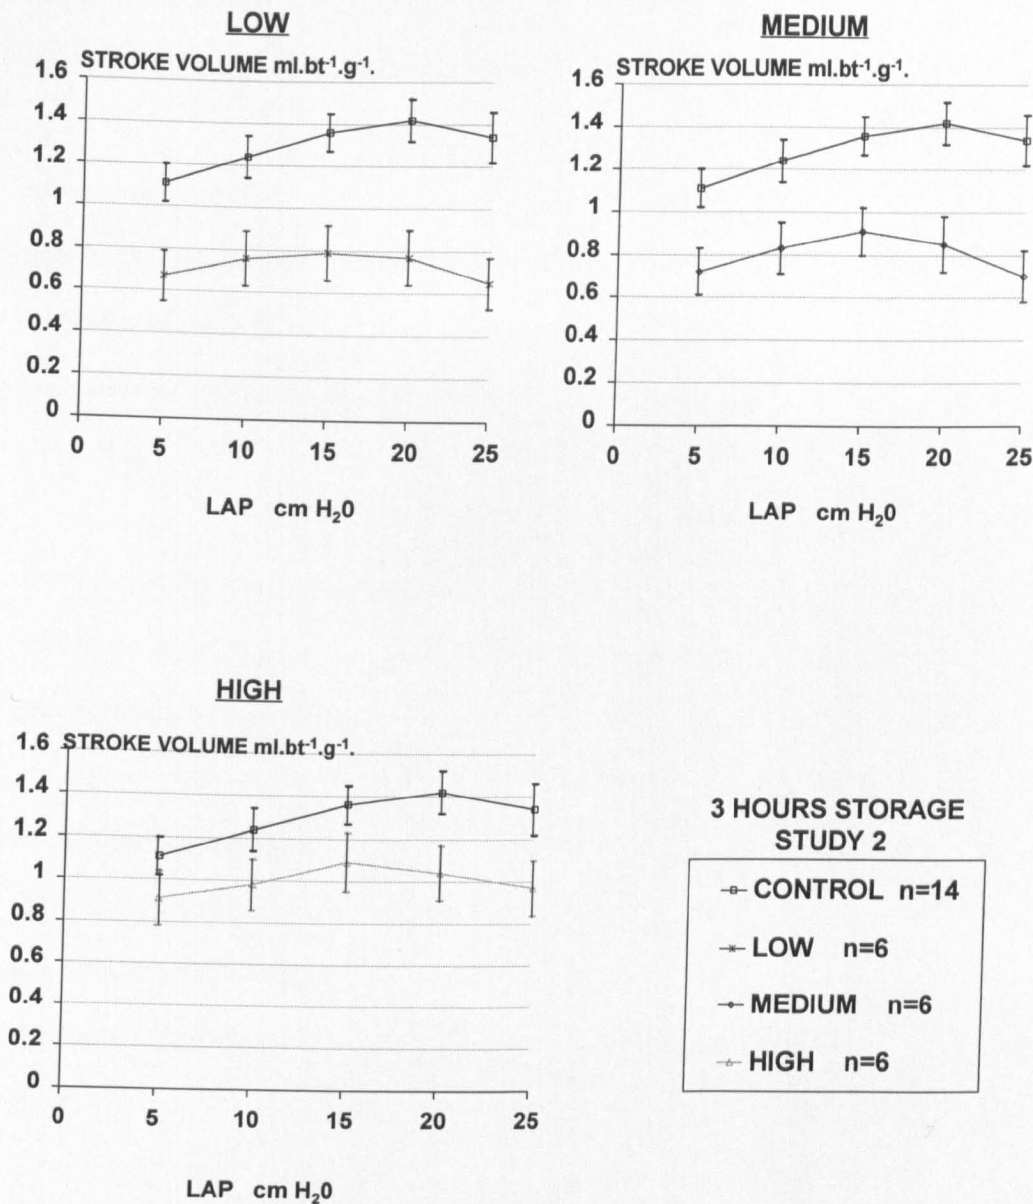 LOW
STROKE VOLUME ml.bt⁻¹.g⁻¹.
1.6
1.4
1.2
1
0.8
0.6
0.4
0.2
0
0 5 10 15 20 25
LAP cm H₂0
MEDIUM
STROKE VOLUME ml.bt⁻¹.g⁻¹.
1.6
1.4
1.2
1
0.8
0.6
0.4
0.2
0
0 5 10 15 20 25
LAP cm H₂0
HIGH
STROKE VOLUME ml.bt⁻¹.g⁻¹.
1.6
1.4
1.2
1
0.8
0.6
0.4
0.2
0
0 5 10 15 20 25
LAP cm H₂0
3 HOURS STORAGE
STUDY 2
CONTROL n=14
LOW n=6
MEDIUM n=6
HIGH n=6